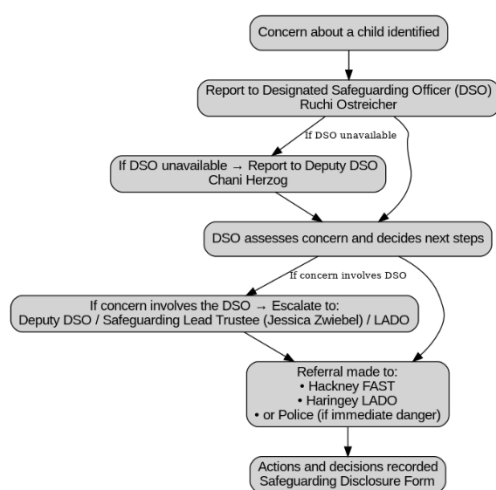 Concern about a child identified
Report to Designated Safeguarding Officer (DSO)
Ruchi Ostreicher
If DSO unavailable
If DSO unavailable → Report to Deputy DSO
Chani Herzog
DSO assesses concern and decides next steps
If concern involves DSO
If concern involves the DSO → Escalate to:
Deputy DSO / Safeguarding Lead Trustee (Jessica Zwiebel) / LADO
Referral made to:
• Hackney FAST
• Haringey LADO
• or Police (if immediate danger)
Actions and decisions recorded
Safeguarding Disclosure Form